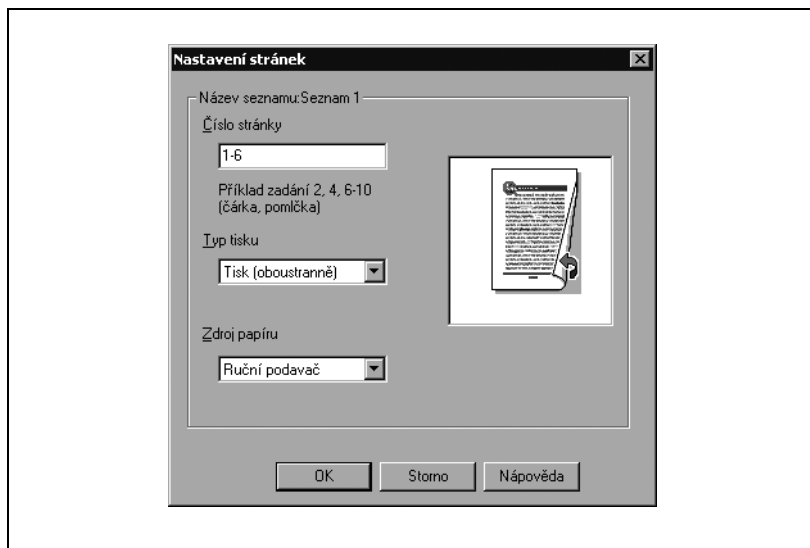 Nastavení stránek
Název seznamu:Seznam 1
Číslo stránky
1-6
Příklad zadání 2, 4, 6-10
(čárka, pomlčka)
Typ tisku
Tisk (oboustranně)
Zdroj papíru
Ruční podavač
OK
Storno
Nápověda